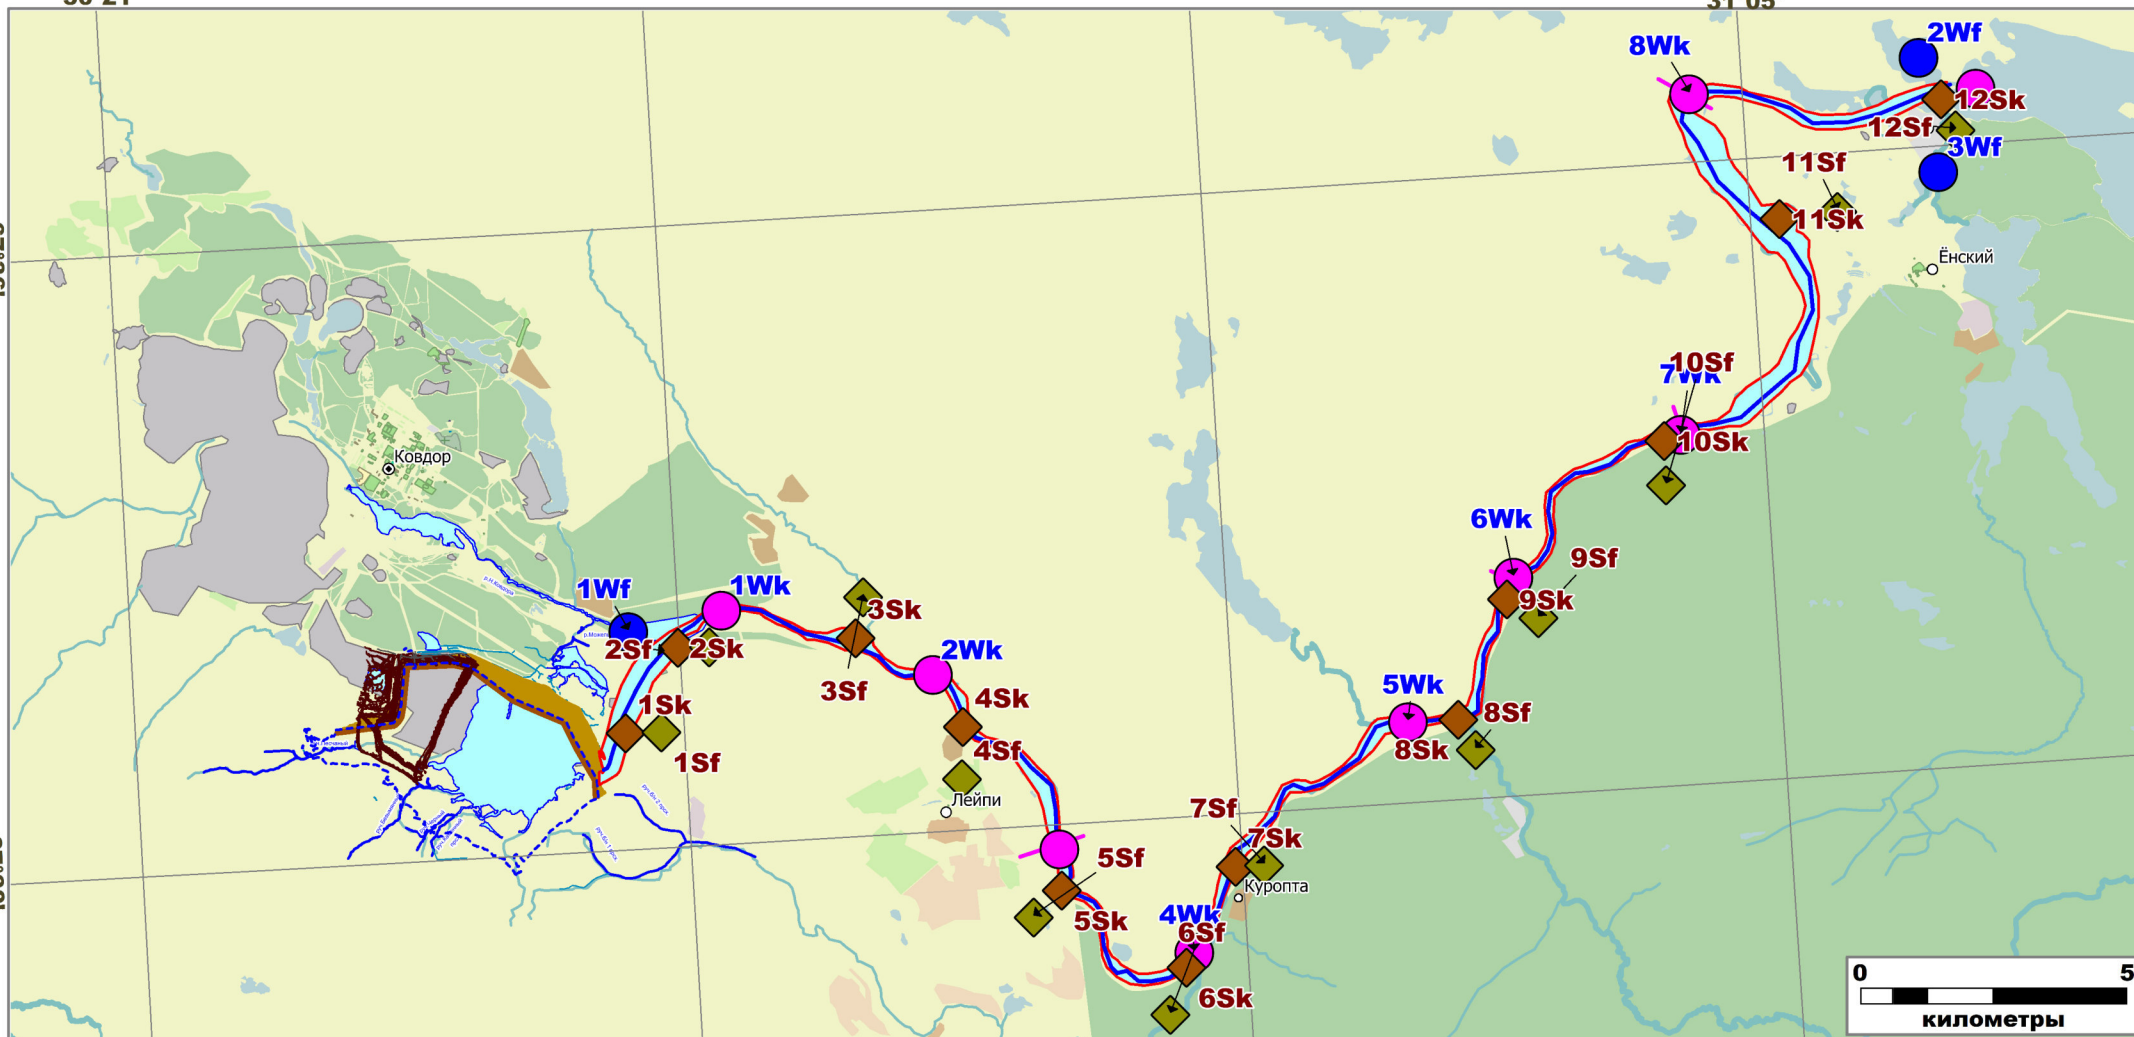 2Wf
8Wk
12Sk
12Sf
3Wf
11Sf
11Sk
Ёнский
10Sf
7Wk
10Sk
Ковдор
6Wk
9Sf
9Sk
р.Н.Ковдора
1Wf
1Wk
3Sk
2Sf
2Sk
2Wk
3Sf
5Wk
1Sk
4Sk
8Sf
1Sf
4Sf
8Sk
Лейпи
7Sf
7Sk
5Sf
Куропта
5Sk
4Wk
6Sf
6Sk
0
5
километры